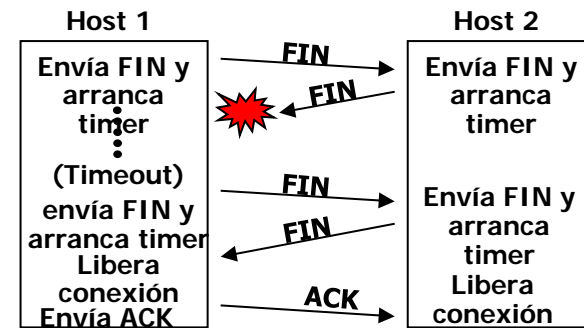 Host 1
Host 2
Envía FIN y
arranca
timer
(Timeout)
envía FIN y
arranca timer
Libera
conexión
Envía ACK
FIN
FIN
FIN
FIN
ACK
Envía FIN y
arranca
timer
Envía FIN y
arranca
timer
Libera
conexión